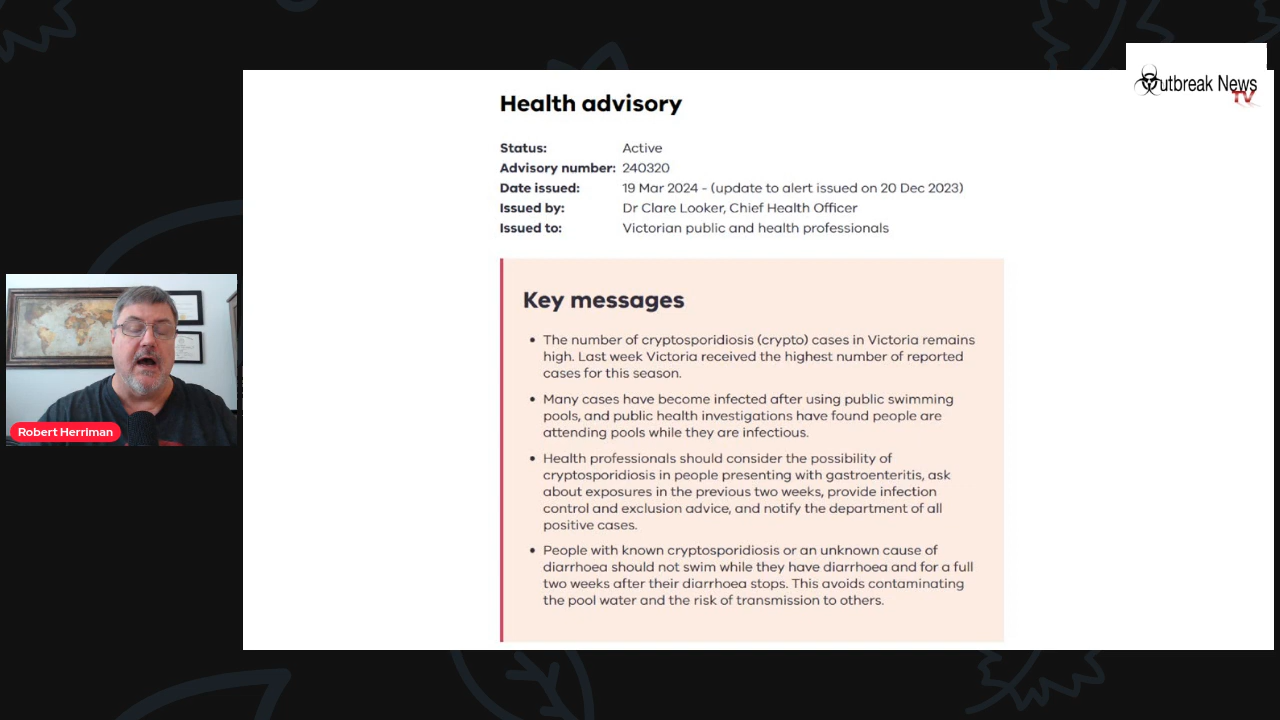 Outbreak News
TV
Health advisory
Status: Active
Advisory number: 240320
Date issued: 19 Mar 2024 - (update to alert issued on 20 Dec 2023)
Issued by: Dr Clare Looker, Chief Health Officer
Issued to: Victorian public and health professionals
Key messages
• The number of cryptosporidiosis (crypto) cases in Victoria remains
high. Last week Victoria received the highest number of reported
cases for this season.
• Many cases have become infected after using public swimming
pools, and public health investigations have found people are
attending pools while they are infectious.
• Health professionals should consider the possibility of
cryptosporidiosis in people presenting with gastroenteritis, ask
about exposures in the previous two weeks, provide infection
control and exclusion advice, and notify the department of all
positive cases.
• People with known cryptosporidiosis or an unknown cause of
diarrhoea should not swim while they have diarrhoea and for a full
two weeks after their diarrhoea stops. This avoids contaminating
the pool water and the risk of transmission to others.
Robert Herriman